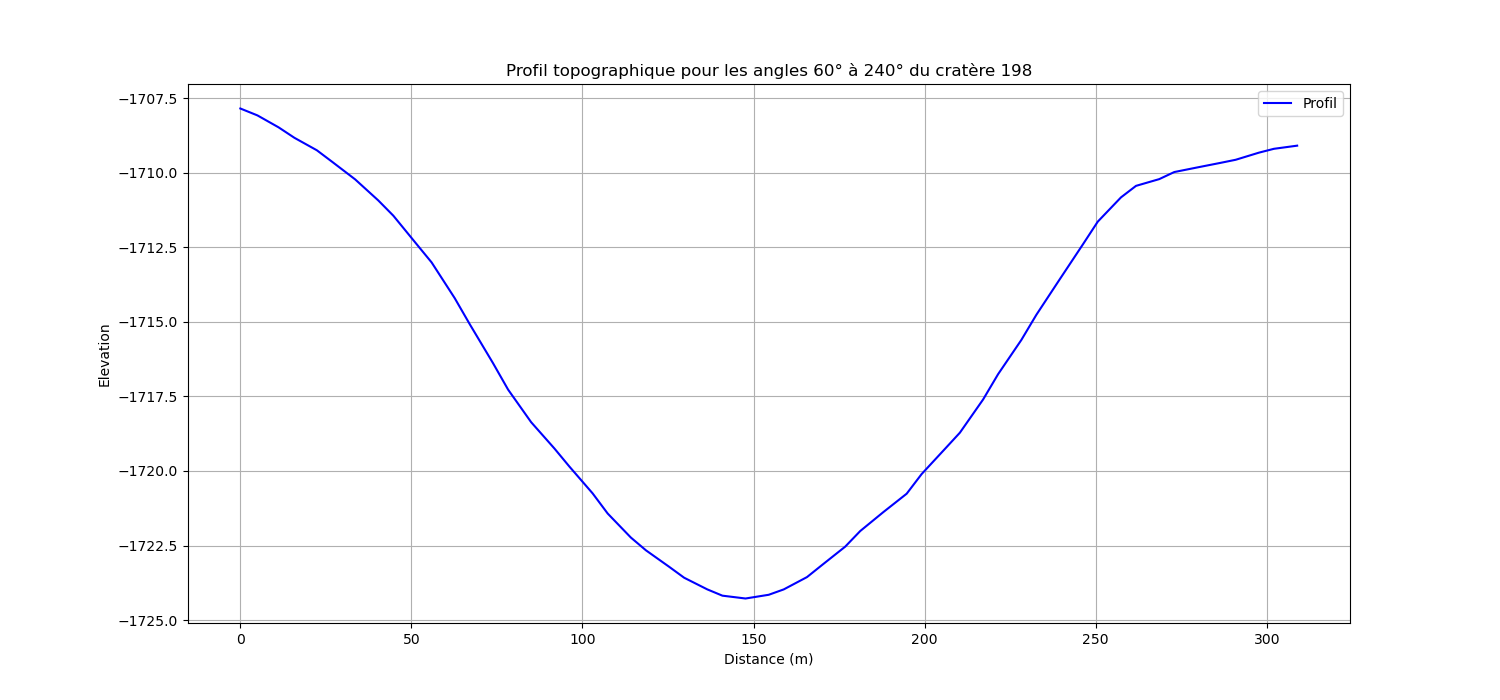 Profil topographique pour les angles 60° à 240° du cratère 198
Profil
−1707.5
−1710.0
−1712.5
−1715.0
−1717.5
−1720.0
−1722.5
−1725.0
Elevation
0 50 100 150 200 250 300
Distance (m)